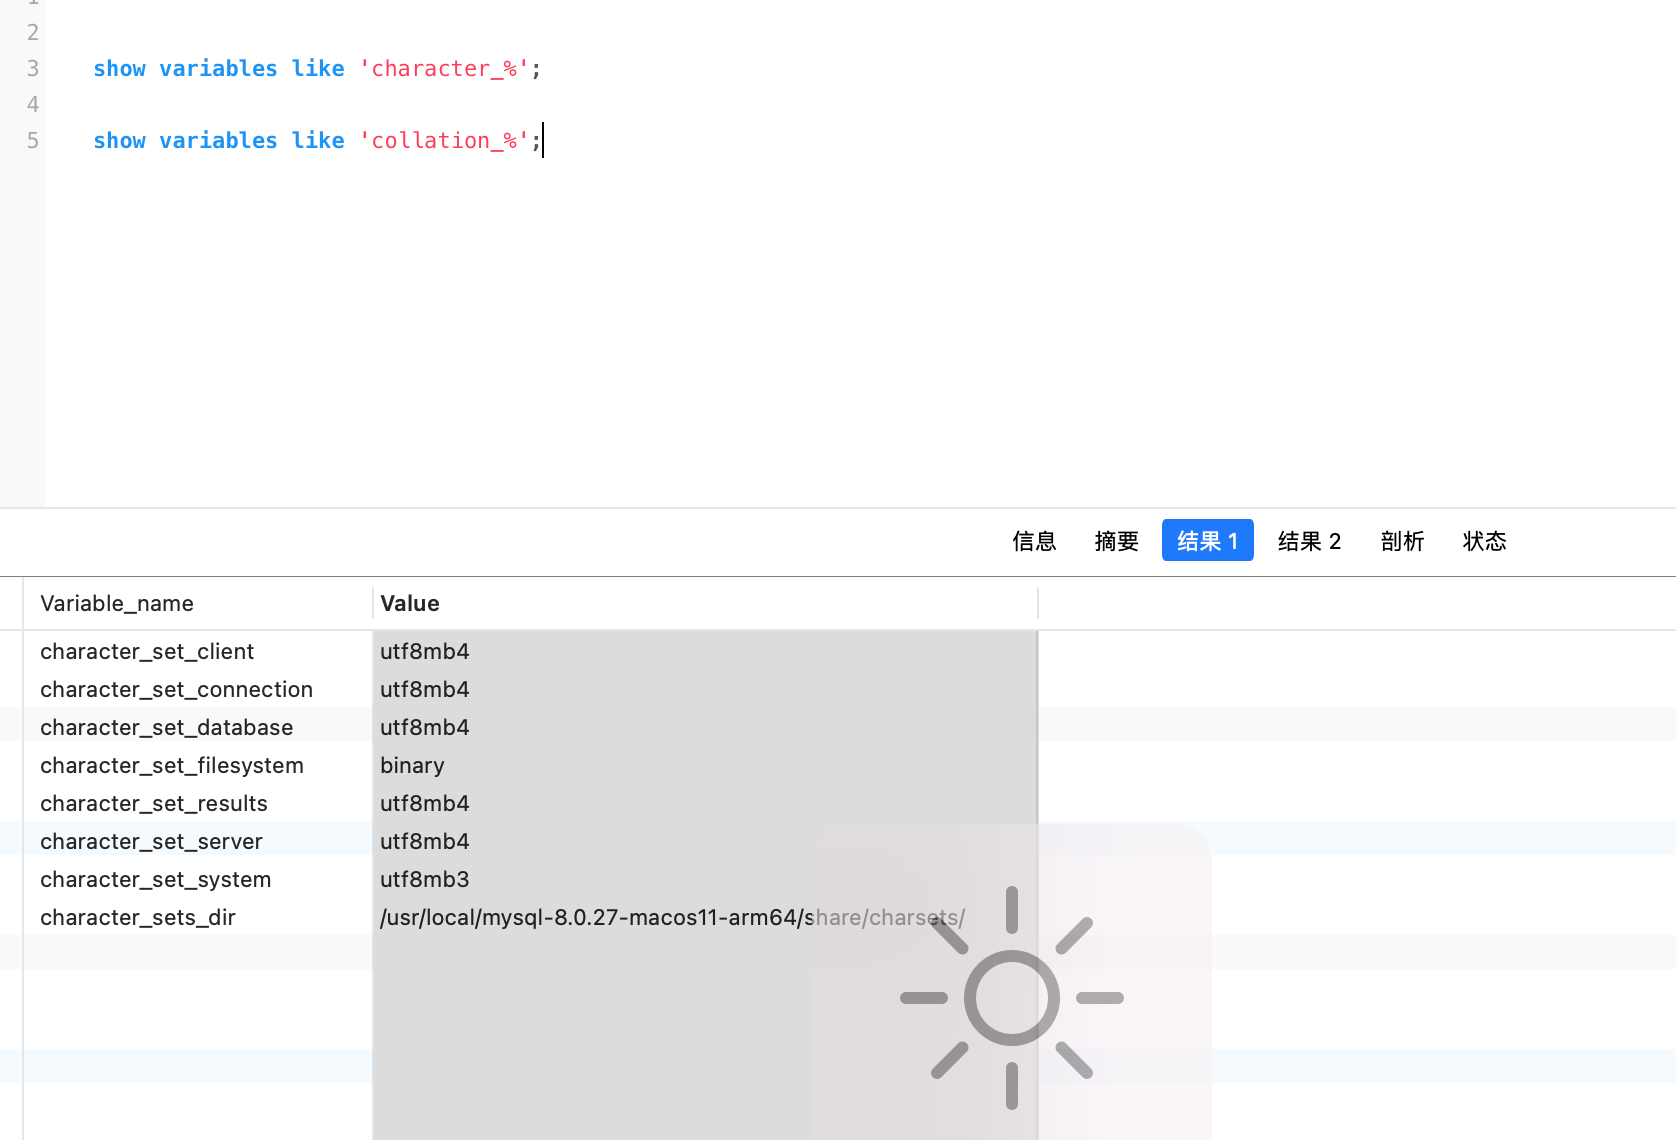 1
2
3 show variables like 'character_%';
4
5 show variables like 'collation_%';
信息 摘要 结果 1 结果 2 剖析 状态
Variable_name Value
character_set_client utf8mb4
character_set_connection utf8mb4
character_set_database utf8mb4
character_set_filesystem binary
character_set_results utf8mb4
character_set_server utf8mb4
character_set_system utf8mb3
character_sets_dir /usr/local/mysql-8.0.27-macos11-arm64/share/charsets/